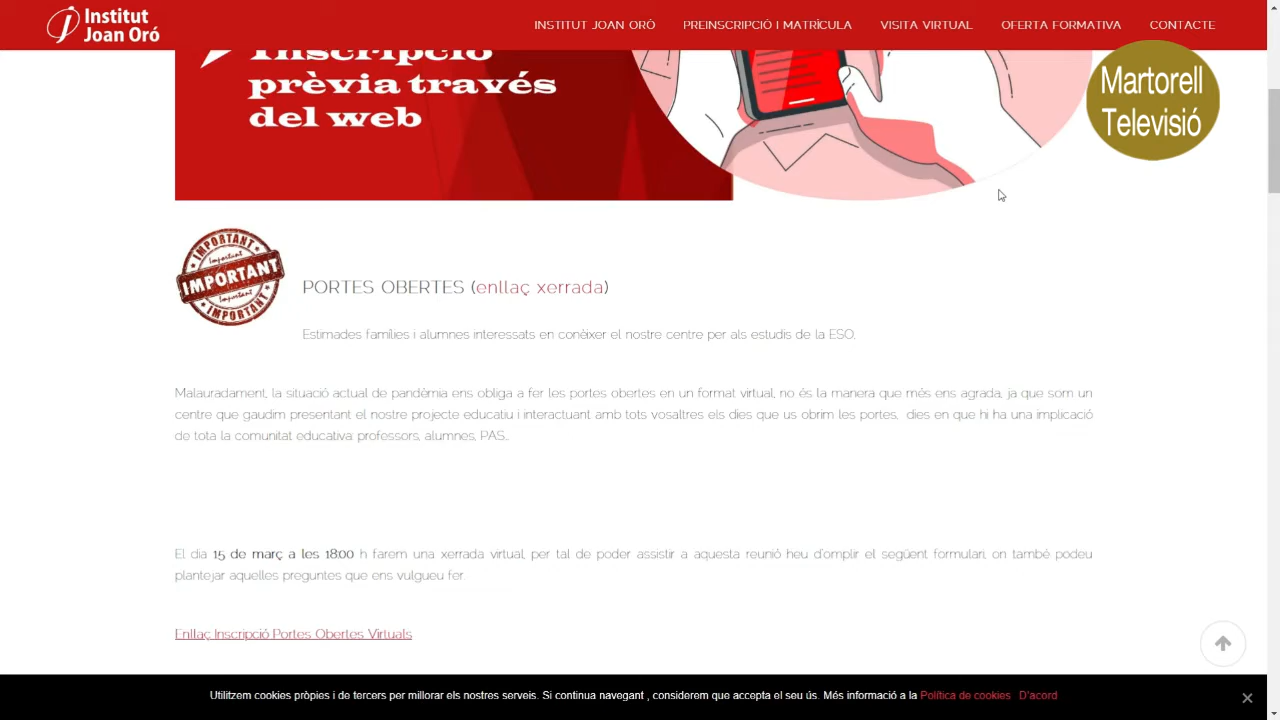 Institut
Joan Oró
INSTITUT JOAN ORÓ PREINSCRIPCIÓ I MATRÍCULA VISITA VIRTUAL OFERTA FORMATIVA CONTACTE
Inscripció
prèvia través
del web
Martorell
Televisió
IMPORTANT
Important
IMPORTANT
Important
IMPORTANT
PORTES OBERTES (enllaç xerrada)
Estimades famílies i alumnes interessats en conèixer el nostre centre per als estudis de la ESO,
Malauradament, la situació actual de pandèmia ens obliga a fer les portes obertes en un format virtual, no és la manera que més ens agrada, ja que som un
centre que gaudim presentant el nostre projecte educatiu i interactuant amb tots vosaltres els dies que us obrim les portes, dies en que hi ha una implicació
de tota la comunitat educativa: professors, alumnes, PAS...
El dia 15 de març a les 18:00 h farem una xerrada virtual, per tal de poder assistir a aquesta reunió heu d'omplir el següent formulari, on també podeu
plantejar aquelles preguntes que ens vulgueu fer.
Enllaç Inscripció Portes Obertes Virtuals
Utilitzem cookies pròpies i de tercers per millorar els nostres serveis. Si continua navegant , considerem que accepta el seu ús. Més informació a la Política de cookies D'acord